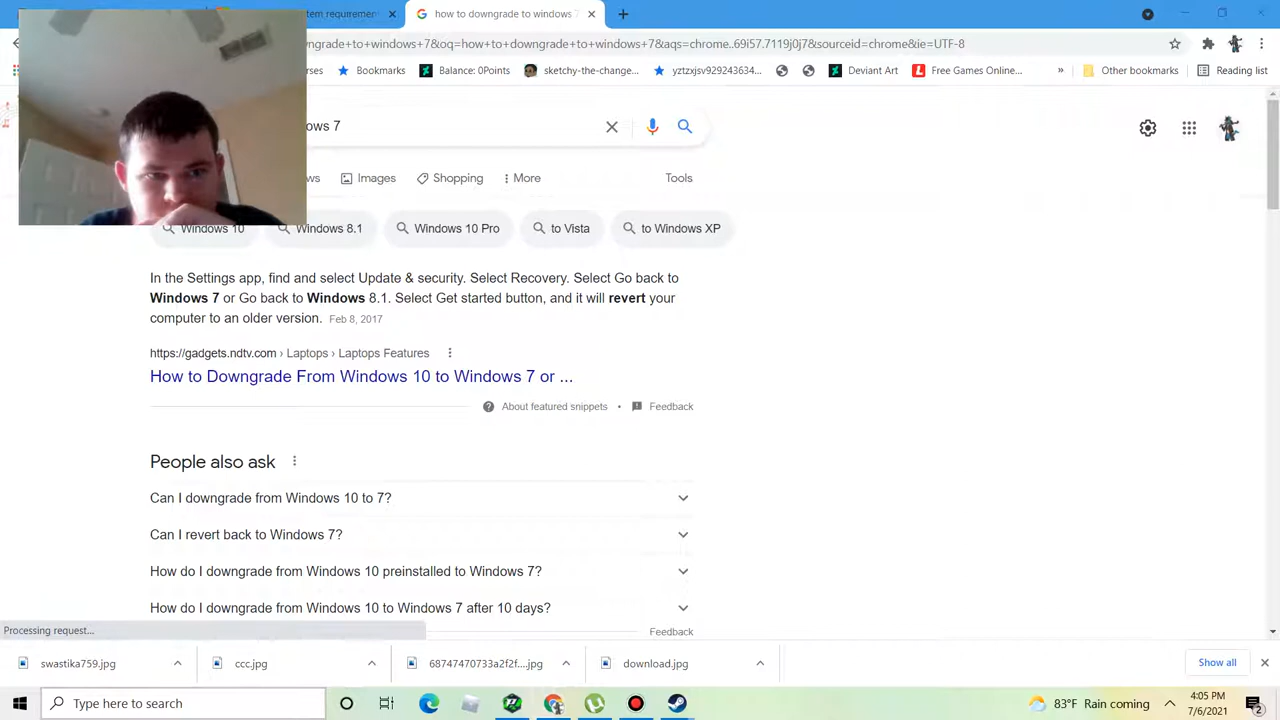 tem requirement
how to downgrade to windows 7
ngrade+to+windows+7&oq=how+to+downgrade+to+windows+7&aqs=chrome..69i57.7119j0j7&sourceid=chrome&ie=UTF-8
rses Bookmarks Balance: 0Points sketchy-the-change... yztzxjsv929243634... Deviant Art Free Games Online... » Other bookmarks Reading list
ows 7
ws Images Shopping More Tools
Windows 10 Windows 8.1 Windows 10 Pro to Vista to Windows XP
In the Settings app, find and select Update & security. Select Recovery. Select Go back to
Windows 7 or Go back to Windows 8.1. Select Get started button, and it will revert your
computer to an older version. Feb 8, 2017
https://gadgets.ndtv.com › Laptops › Laptops Features
How to Downgrade From Windows 10 to Windows 7 or ...
About featured snippets • Feedback
People also ask
Can I downgrade from Windows 10 to 7?
Can I revert back to Windows 7?
How do I downgrade from Windows 10 preinstalled to Windows 7?
How do I downgrade from Windows 10 to Windows 7 after 10 days?
Processing request...
Feedback
swastika759.jpg ccc.jpg 68747470733a2f2f....jpg download.jpg Show all
Type here to search
83°F Rain coming
4:05 PM
7/6/2021
2